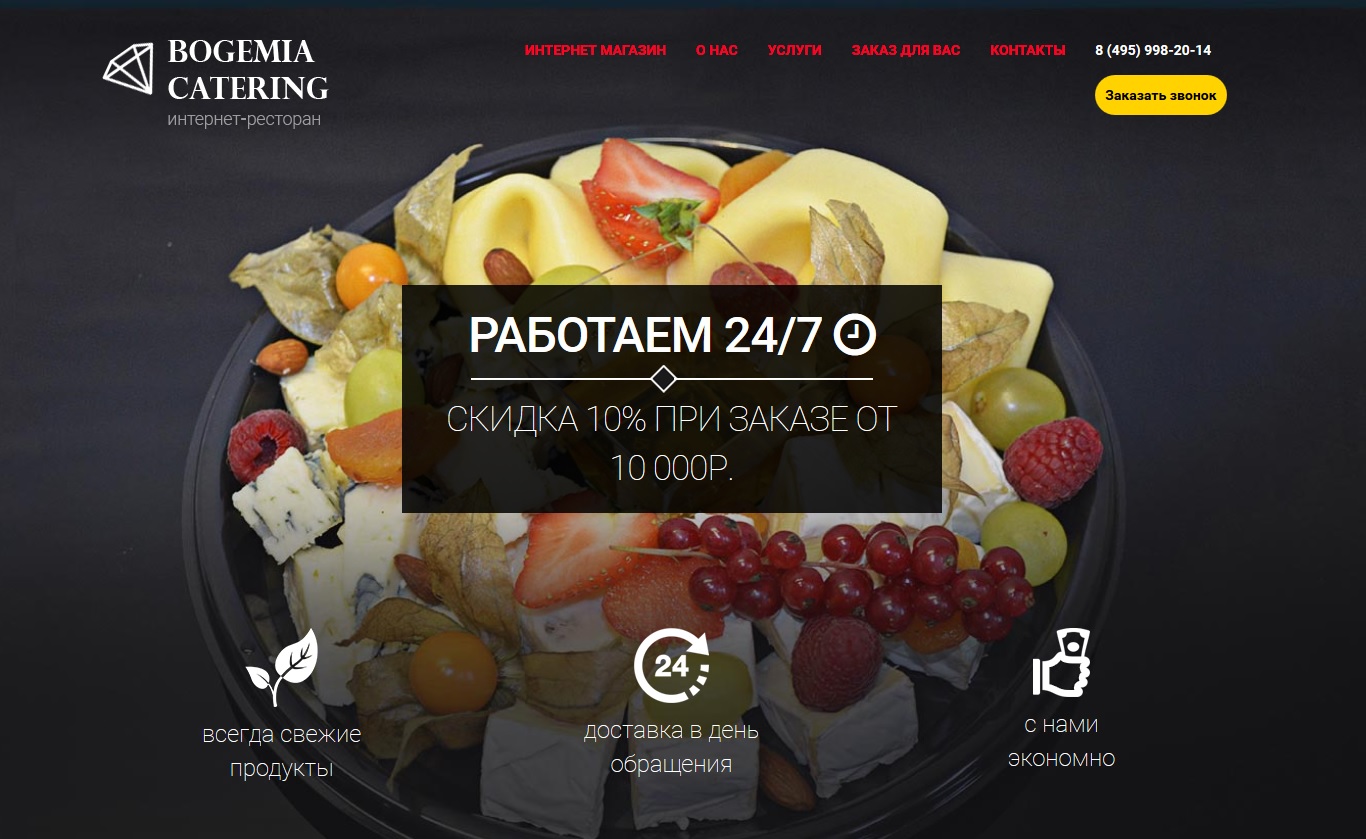 BOGEMIA
CATERING
интернет-ресторан
ИНТЕРНЕТ МАГАЗИН О НАС УСЛУГИ ЗАКАЗ ДЛЯ ВАС КОНТАКТЫ 8 (495) 998-20-14
Заказать звонок
РАБОТАЕМ 24/7
СКИДКА 10% ПРИ ЗАКАЗЕ ОТ
10 000Р.
24
всегда свежие
продукты
доставка в день
обращения
с нами
экономно